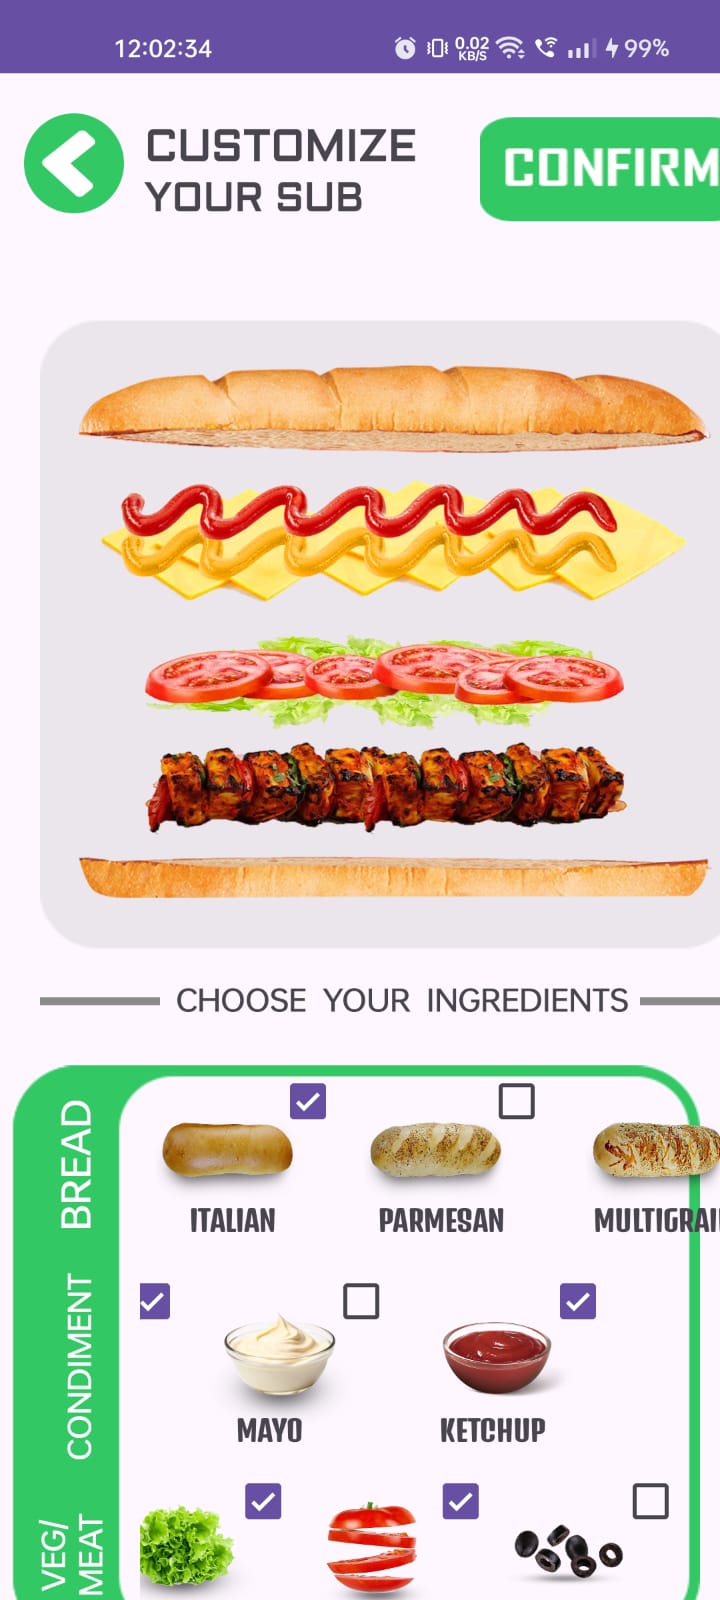 12:02:34
0.02
KB/S
99%
CUSTOMIZE
YOUR SUB
CONFIRM
CHOOSE YOUR INGREDIENTS
BREAD
ITALIAN
PARMESAN
MULTIGRAI
CONDIMENT
MAYO
KETCHUP
VEG/
MEAT